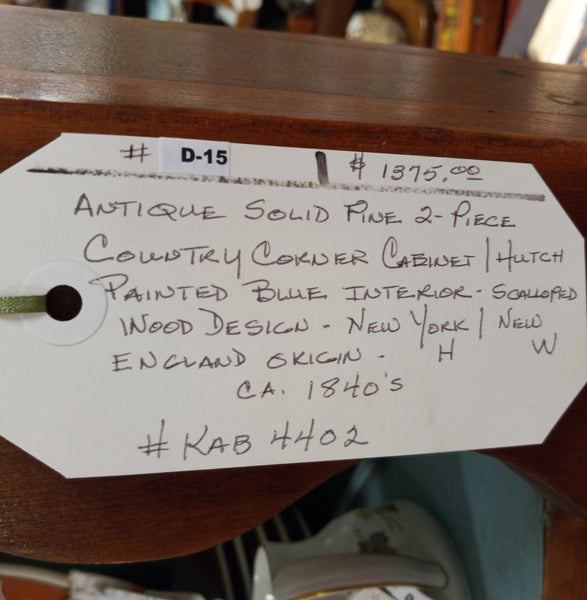 # D-15 | $ 1375.00
ANTIQUE SOLID PINE 2-PIECE
COUNTRY CORNER CABINET | HUTCH
PAINTED BLUE INTERIOR - SCALLOPED
WOOD DESIGN - NEW YORK | NEW
ENGLAND ORIGIN - H W
CA. 1840's
# KAB 4402